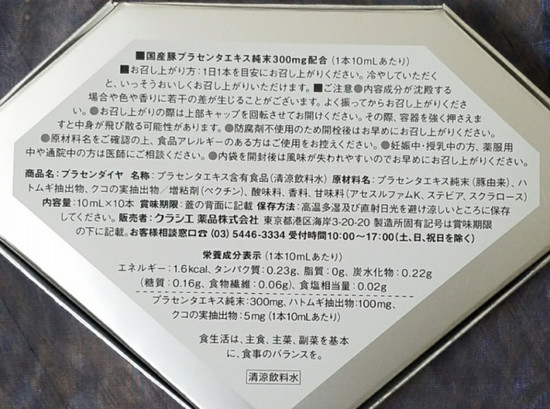 ■国産豚プラセンタエキス純末300mg配合（1本10mLあたり）
■お召し上がり方：1日1本を目安にお召し上がりください。冷やしていただく
と、いっそうおいしくお召し上がりいただけます。■ご注意●内容成分が沈殿する
場合や色や香りに若干の差が生じることがございます。よく振ってからお召し上がりくだ
さい。●お召し上がりの際は上部キャップを回転させてお開けください。その際、容器を強く押さえま
すと中身が飛び散る可能性があります。●防腐剤不使用のため開栓後はお早めにお召し上がりください。
●原材料名をご確認の上、食品アレルギーのある方はご使用をお控えください。●妊娠中・授乳中の方、薬服用
中や通院中の方は医師にご相談ください。●内袋を開封後は風味が失われやすいのでお早めにお召し上がりください。
商品名：プラセンダイヤ 名称：プラセンタエキス含有食品（清涼飲料水） 原材料名：プラセンタエキス純末（豚由来）、ハ
トムギ抽出物、クコの実抽出物／増粘剤（ペクチン）、酸味料、香料、甘味料（アセスルファムK、ステビア、スクラロース）
内容量：10mL×10本 賞味期限：蓋の背面に記載 保存方法：高温多湿及び直射日光を避け涼しいところに保存
してください。販売者：クラシエ 薬品株式会社 東京都港区海岸3-20-20 製造所固有記号は賞味期限
の下に記載。お客様相談窓口☎（03）5446-3334 受付時間10:00～17:00（土、日、祝日を除く）
栄養成分表示（1本10mLあたり）
エネルギー：1.6kcal、タンパク質：0.23g、脂質：0g、炭水化物：0.22g
（糖質：0.16g、食物繊維：0.06g）、食塩相当量：0.02g
プラセンタエキス純末：300mg、ハトムギ抽出物：100mg、
クコの実抽出物：5mg（1本10mLあたり）
食生活は、主食、主菜、副菜を基本
に、食事のバランスを。
清涼飲料水